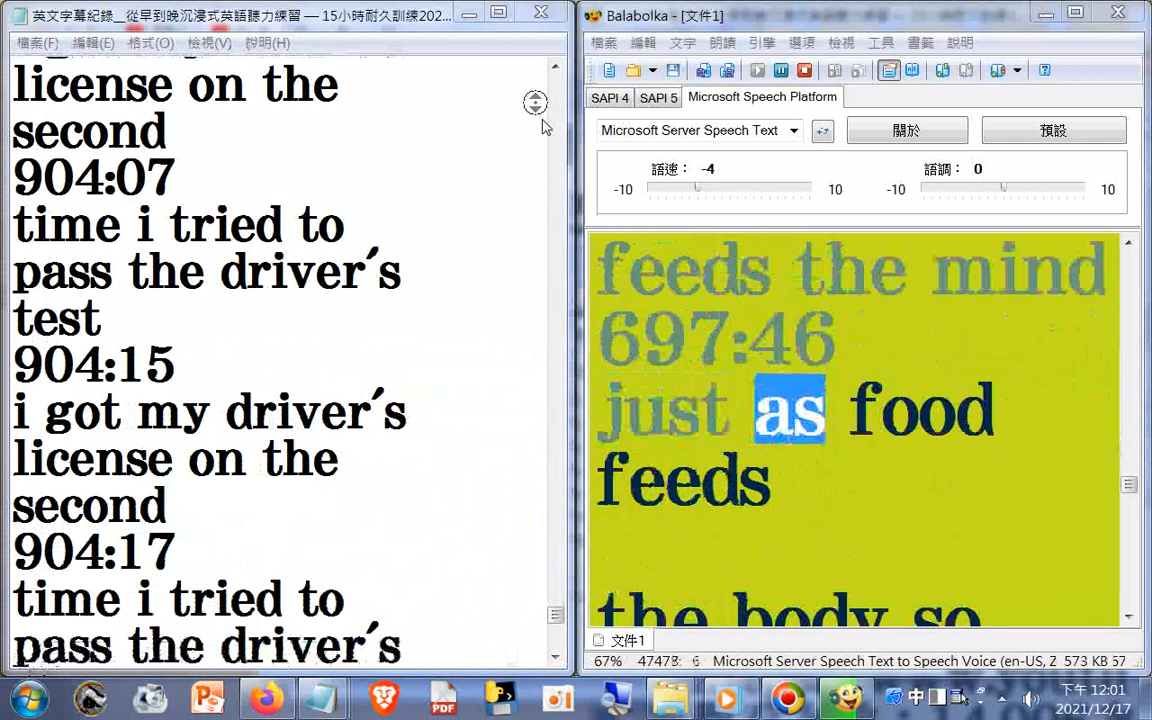 英文字幕紀錄__從早到晚沉浸式英語聽力練習 — 15小時耐久訓練202...
檔案(F) 編輯(E) 格式(O) 檢視(V) 說明(H)
license on the
second
904:07
time i tried to
pass the driver's
test
904:15
i got my driver's
license on the
second
904:17
time i tried to
pass the driver's
Balabolka - [文件1]
檔案 編輯 文字 朗讀 引擎 選項 檢視 工具 書籤 說明
SAPI 4 SAPI 5 Microsoft Speech Platform
Microsoft Server Speech Text 關於 預設
語速： -4 語調： 0
-10 10 -10 10
feeds the mind
697:46
just as food
feeds
the body so
文件1
67% Microsoft Server Speech Text to Speech Voice (en-US, Z 573 KB 57
PDF 中 下午 12:01
2021/12/17